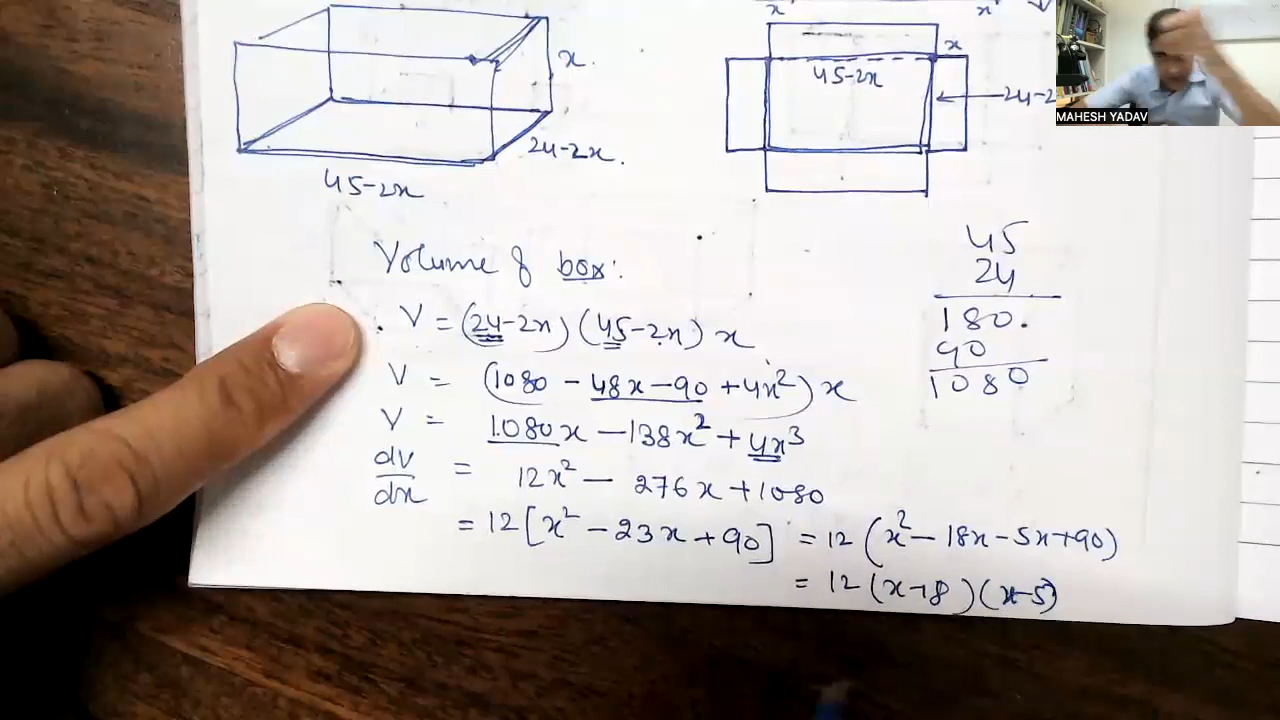 x x
x.
24-2x.
45-2x
x
45-2x
24-2
MAHESH YADAV
Volume of box:
V = (24-2x) (45-2x) x
V = (1080 - 48x - 90 + 4x²) x
V = 1080x - 138x² + 4x³
dv/dx = 12x² - 276x + 1080
= 12[x² - 23x + 90] = 12(x² - 18x - 5x + 90)
= 12(x-18)(x-5)
45
24
180.
90
1080